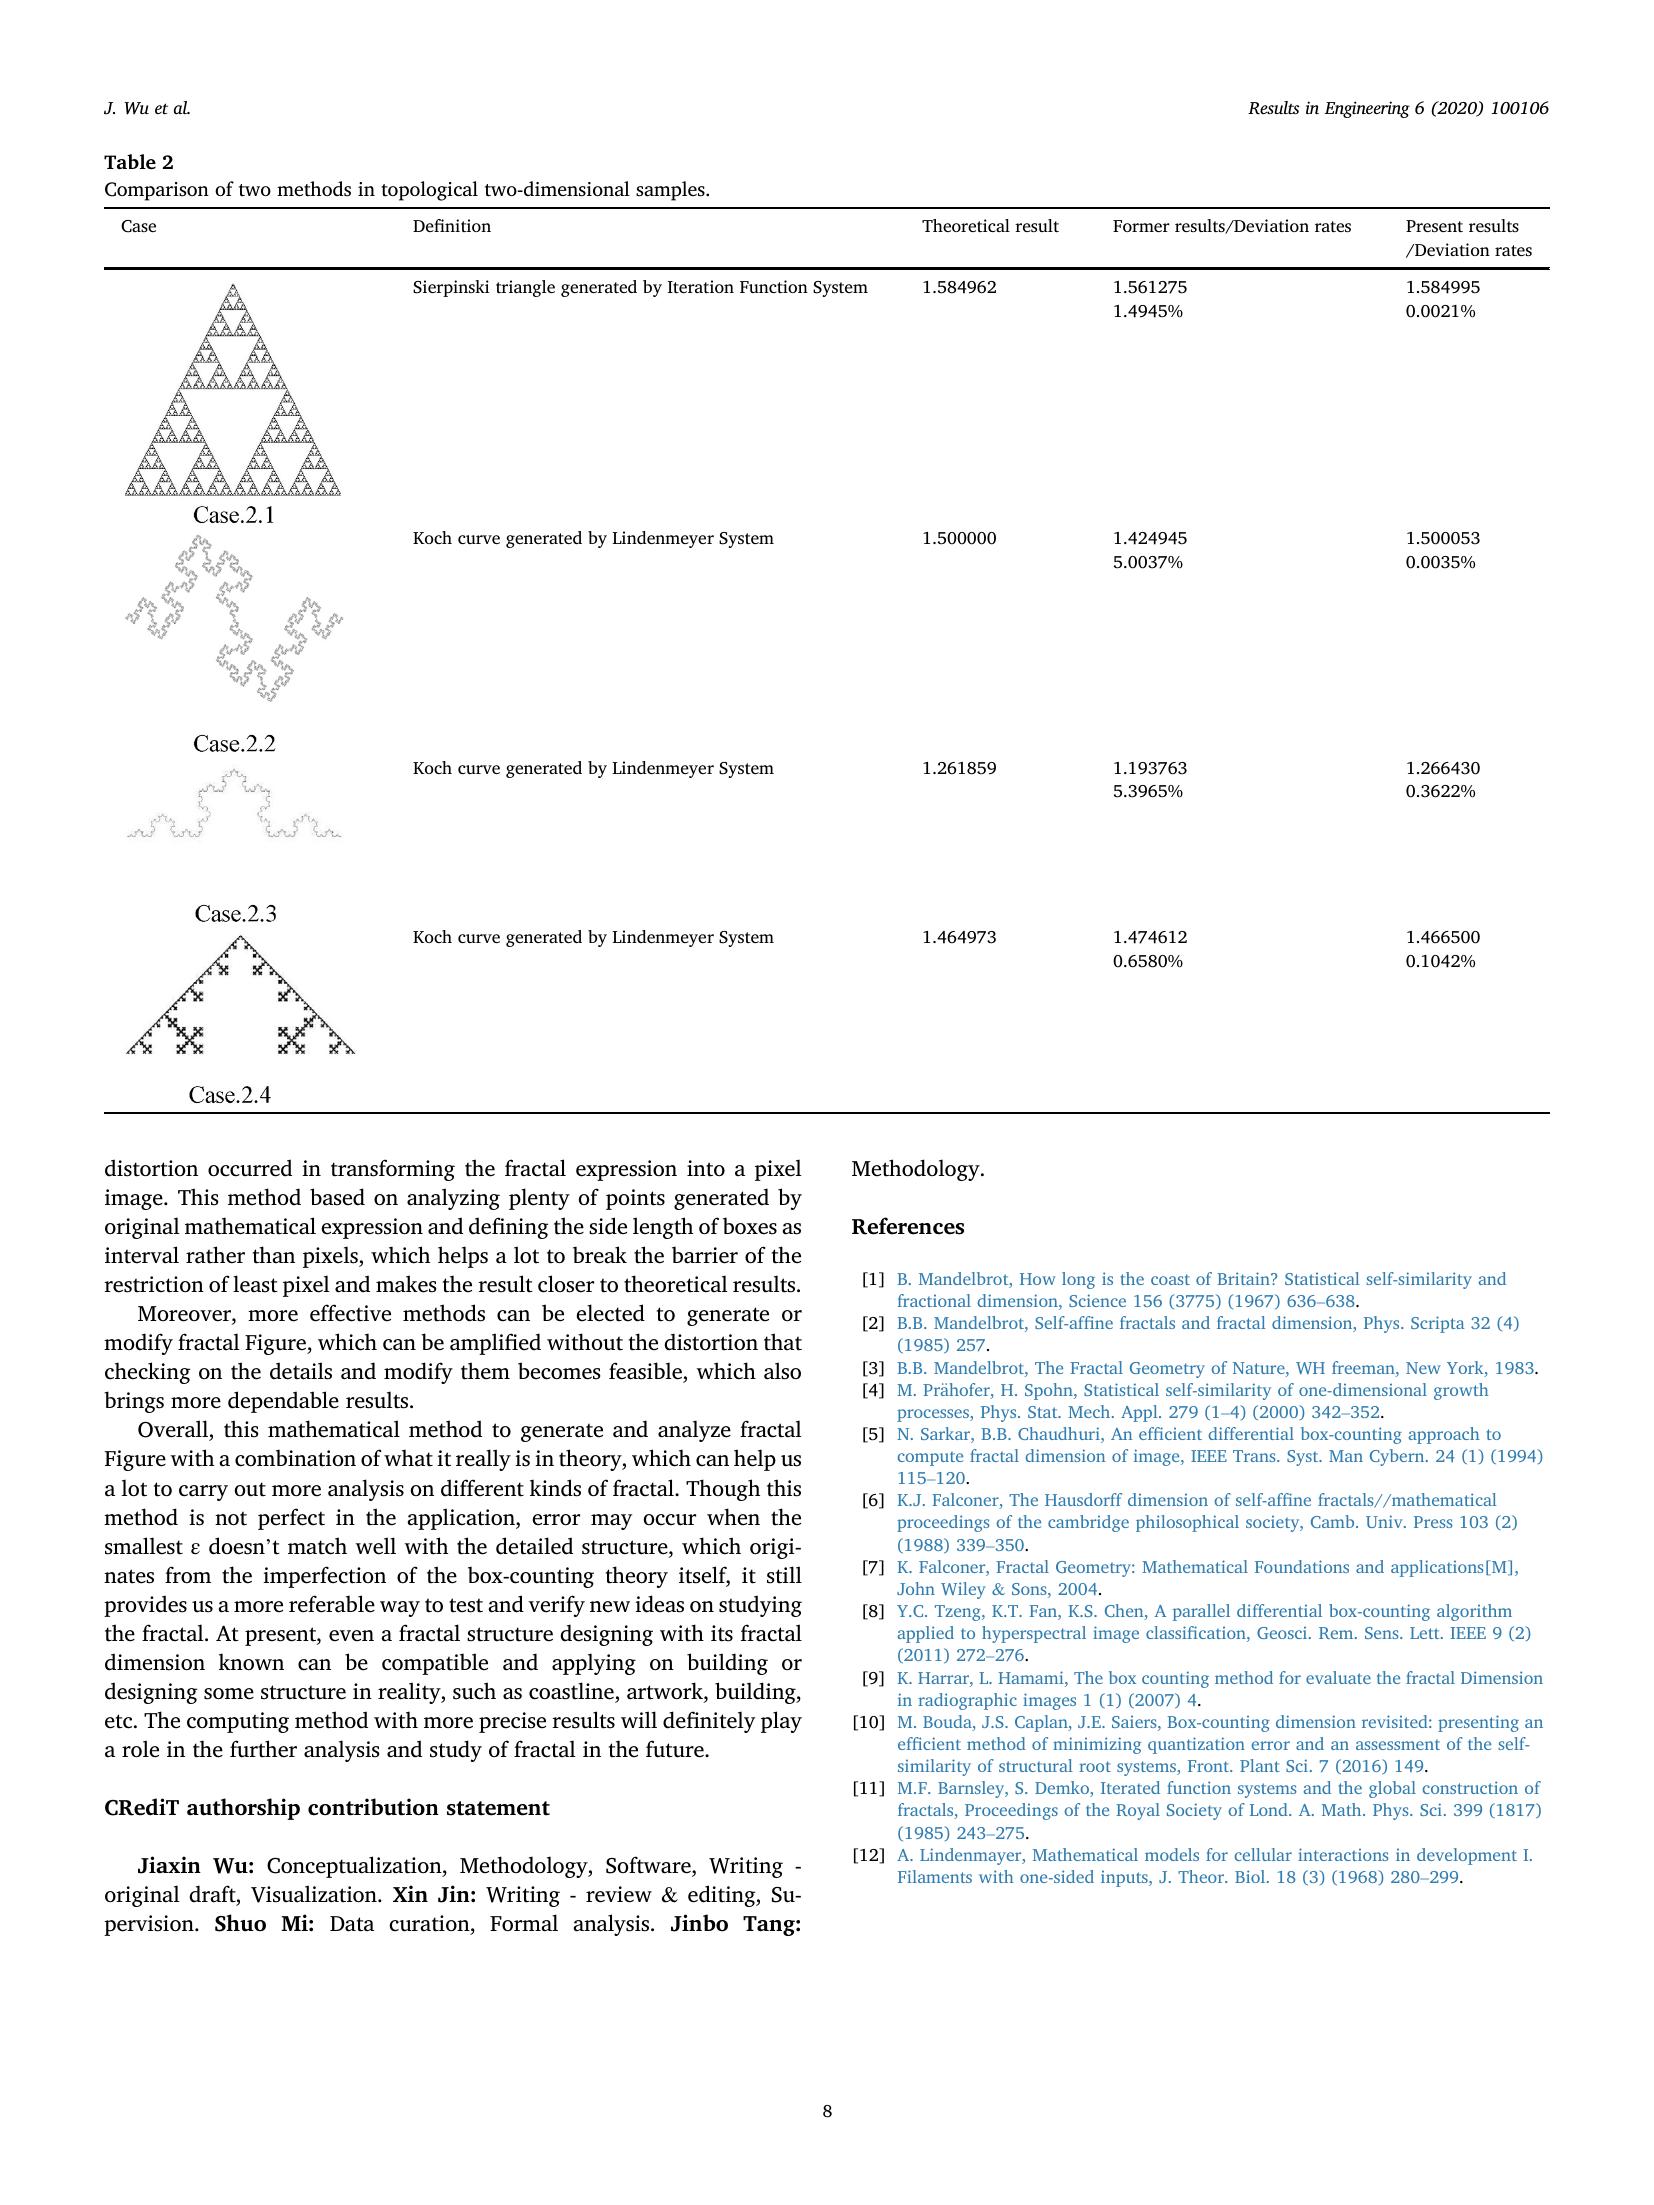 J. Wu et al.
Results in Engineering 6 (2020) 100106
Table 2
Comparison of two methods in topological two-dimensional samples.
Case
Definition
Theoretical result
Former results/Deviation rates
Present results
/Deviation rates
Sierpinski triangle generated by Iteration Function System
1.584962
1.561275
1.4945%
1.584995
0.0021%
Case.2.1
Koch curve generated by Lindenmeyer System
1.500000
1.424945
5.0037%
1.500053
0.0035%
Case.2.2
Koch curve generated by Lindenmeyer System
1.261859
1.193763
5.3965%
1.266430
0.3622%
Case.2.3
Koch curve generated by Lindenmeyer System
1.464973
1.474612
0.6580%
1.466500
0.1042%
Case.2.4
distortion occurred in transforming the fractal expression into a pixel
image. This method based on analyzing plenty of points generated by
original mathematical expression and defining the side length of boxes as
interval rather than pixels, which helps a lot to break the barrier of the
restriction of least pixel and makes the result closer to theoretical results.
Moreover, more effective methods can be elected to generate or
modify fractal Figure, which can be amplified without the distortion that
checking on the details and modify them becomes feasible, which also
brings more dependable results.
Overall, this mathematical method to generate and analyze fractal
Figure with a combination of what it really is in theory, which can help us
a lot to carry out more analysis on different kinds of fractal. Though this
method is not perfect in the application, error may occur when the
smallest ε doesn't match well with the detailed structure, which origi-
nates from the imperfection of the box-counting theory itself, it still
provides us a more referable way to test and verify new ideas on studying
the fractal. At present, even a fractal structure designing with its fractal
dimension known can be compatible and applying on building or
designing some structure in reality, such as coastline, artwork, building,
etc. The computing method with more precise results will definitely play
a role in the further analysis and study of fractal in the future.
CRediT authorship contribution statement
Jiaxin Wu: Conceptualization, Methodology, Software, Writing -
original draft, Visualization. Xin Jin: Writing - review & editing, Su-
pervision. Shuo Mi: Data curation, Formal analysis. Jinbo Tang:
Methodology.
References
[1] B. Mandelbrot, How long is the coast of Britain? Statistical self-similarity and
fractional dimension, Science 156 (3775) (1967) 636–638.
[2] B.B. Mandelbrot, Self-affine fractals and fractal dimension, Phys. Scripta 32 (4)
(1985) 257.
[3] B.B. Mandelbrot, The Fractal Geometry of Nature, WH freeman, New York, 1983.
[4] M. Prähofer, H. Spohn, Statistical self-similarity of one-dimensional growth
processes, Phys. Stat. Mech. Appl. 279 (1–4) (2000) 342–352.
[5] N. Sarkar, B.B. Chaudhuri, An efficient differential box-counting approach to
compute fractal dimension of image, IEEE Trans. Syst. Man Cybern. 24 (1) (1994)
115–120.
[6] K.J. Falconer, The Hausdorff dimension of self-affine fractals//mathematical
proceedings of the cambridge philosophical society, Camb. Univ. Press 103 (2)
(1988) 339–350.
[7] K. Falconer, Fractal Geometry: Mathematical Foundations and applications[M],
John Wiley & Sons, 2004.
[8] Y.C. Tzeng, K.T. Fan, K.S. Chen, A parallel differential box-counting algorithm
applied to hyperspectral image classification, Geosci. Rem. Sens. Lett. IEEE 9 (2)
(2011) 272–276.
[9] K. Harrar, L. Hamami, The box counting method for evaluate the fractal Dimension
in radiographic images 1 (1) (2007) 4.
[10] M. Bouda, J.S. Caplan, J.E. Saiers, Box-counting dimension revisited: presenting an
efficient method of minimizing quantization error and an assessment of the self-
similarity of structural root systems, Front. Plant Sci. 7 (2016) 149.
[11] M.F. Barnsley, S. Demko, Iterated function systems and the global construction of
fractals, Proceedings of the Royal Society of Lond. A. Math. Phys. Sci. 399 (1817)
(1985) 243–275.
[12] A. Lindenmayer, Mathematical models for cellular interactions in development I.
Filaments with one-sided inputs, J. Theor. Biol. 18 (3) (1968) 280–299.
8